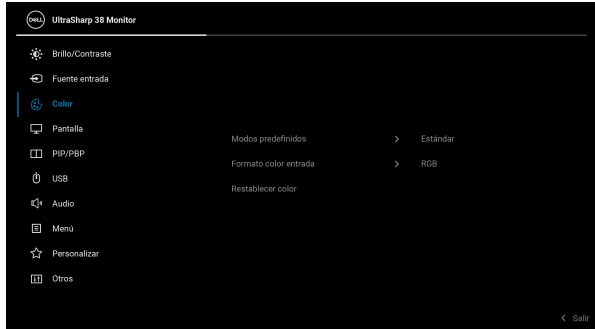 DELL UltraSharp 38 Monitor
Brillo/Contraste
Fuente entrada
Color
Pantalla
Modos predefinidos > Estándar
PIP/PBP
Formato color entrada > RGB
USB
Restablecer color
Audio
Menú
Personalizar
Otros
< Salir